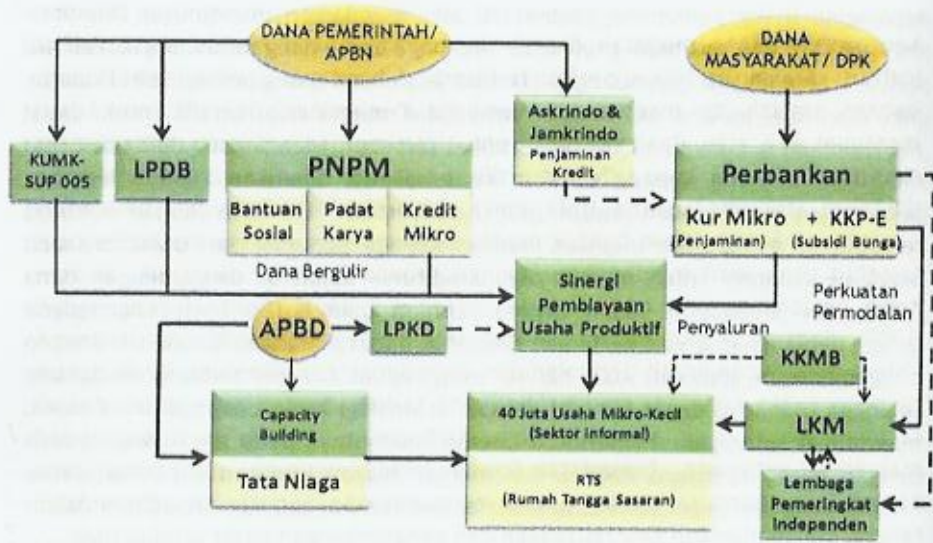 DANA PEMERINTAH/
APBN
DANA
MASYARAKAT/ DPK
Askrindo &
Jamkrindo
Penjaminan
Kredit
KUMK-
SUP 005
LPDB
PNPM
Bantuan
Sosial
Padat
Karya
Kredit
Mikro
Perbankan
Kur Mikro + KKP-E
(Penjaminan) (Subsidi Bunga)
Dana Bergulir
Sinergi
Pemblayaan
Usaha Produktif
Perkuatan
Permodalan
Penyaluran
APBD
LPKD
KKMB
Capacity
Building
Tata Niaga
40 Juta Usaha Mikro-Kecil
(Sektor Informal)
RTS
(Rumah Tangga Sasaran)
LKM
Lembaga
Pemeringkat
Independen